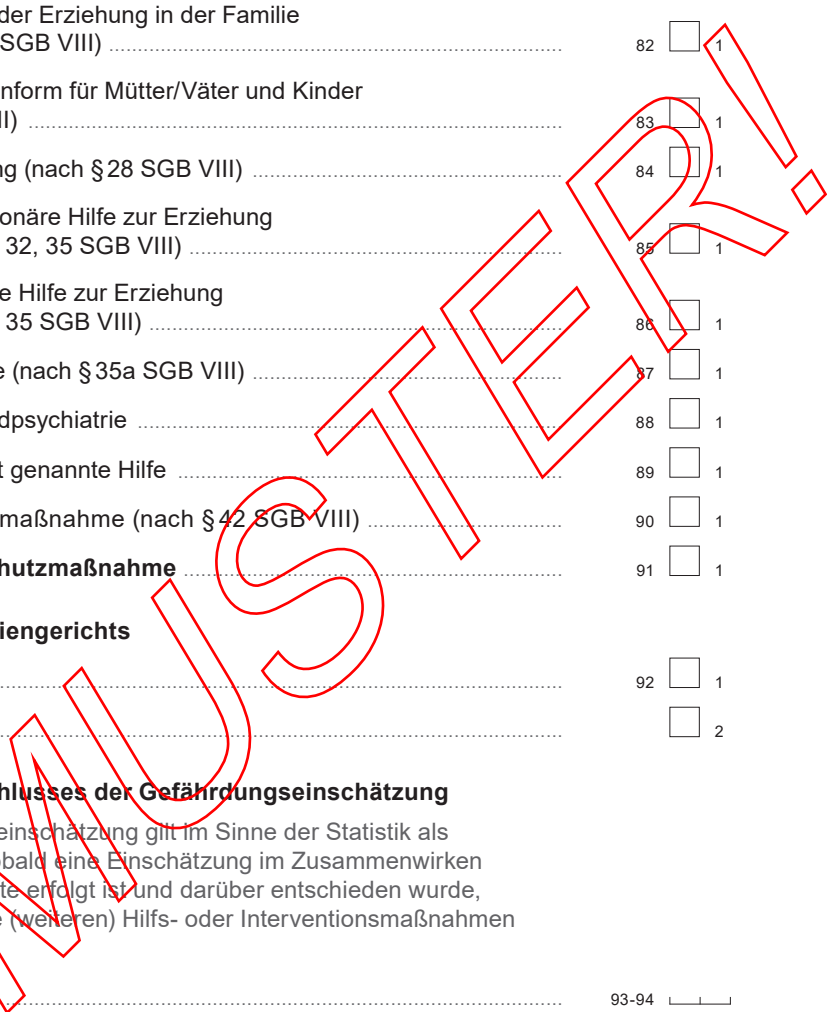 der Erziehung in der Familie
SGB VIII) 82 1
nform für Mütter/Väter und Kinder
II) 83 1
ng (nach § 28 SGB VIII) 84 1
onäre Hilfe zur Erziehung
32, 35 SGB VIII) 85 1
e Hilfe zur Erziehung
35 SGB VIII) 86 1
e (nach § 35a SGB VIII) 87 1
dpsychiatrie 88 1
t genannte Hilfe 89 1
maßnahme (nach § 42 SGB VIII) 90 1
hutzmaßnahme 91 1
iengerichts
92 1
2
hlusses der Gefährdungseinschätzung
einschätzung gilt im Sinne der Statistik als
bald eine Einschätzung im Zusammenwirken
te erfolgt ist und darüber entschieden wurde,
e (weiteren) Hilfs- oder Interventionsmaßnahmen
93-94
MUSTER!